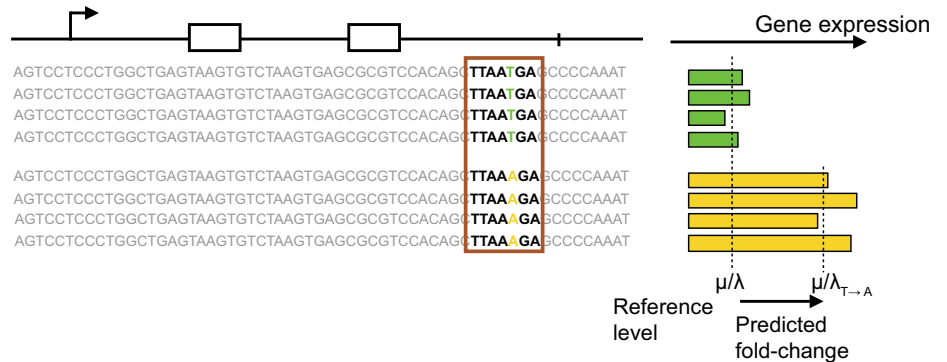 Gene expression
AGTCCTCCCTGGCTGAGTAAGTGTCTAAGTGAGCGCGTCCACAGCTTAATGAGCCCCAAAT
AGTCCTCCCTGGCTGAGTAAGTGTCTAAGTGAGCGCGTCCACAGCTTAATGAGCCCCAAAT
AGTCCTCCCTGGCTGAGTAAGTGTCTAAGTGAGCGCGTCCACAGCTTAATGAGCCCCAAAT
AGTCCTCCCTGGCTGAGTAAGTGTCTAAGTGAGCGCGTCCACAGCTTAATGAGCCCCAAAT
AGTCCTCCCTGGCTGAGTAAGTGTCTAAGTGAGCGCGTCCACAGCTTAAAGAGCCCCAAAT
AGTCCTCCCTGGCTGAGTAAGTGTCTAAGTGAGCGCGTCCACAGCTTAAAGAGCCCCAAAT
AGTCCTCCCTGGCTGAGTAAGTGTCTAAGTGAGCGCGTCCACAGCTTAAAGAGCCCCAAAT
AGTCCTCCCTGGCTGAGTAAGTGTCTAAGTGAGCGCGTCCACAGCTTAAAGAGCCCCAAAT
μ/λ μ/λT→A
Reference
level
Predicted
fold-change